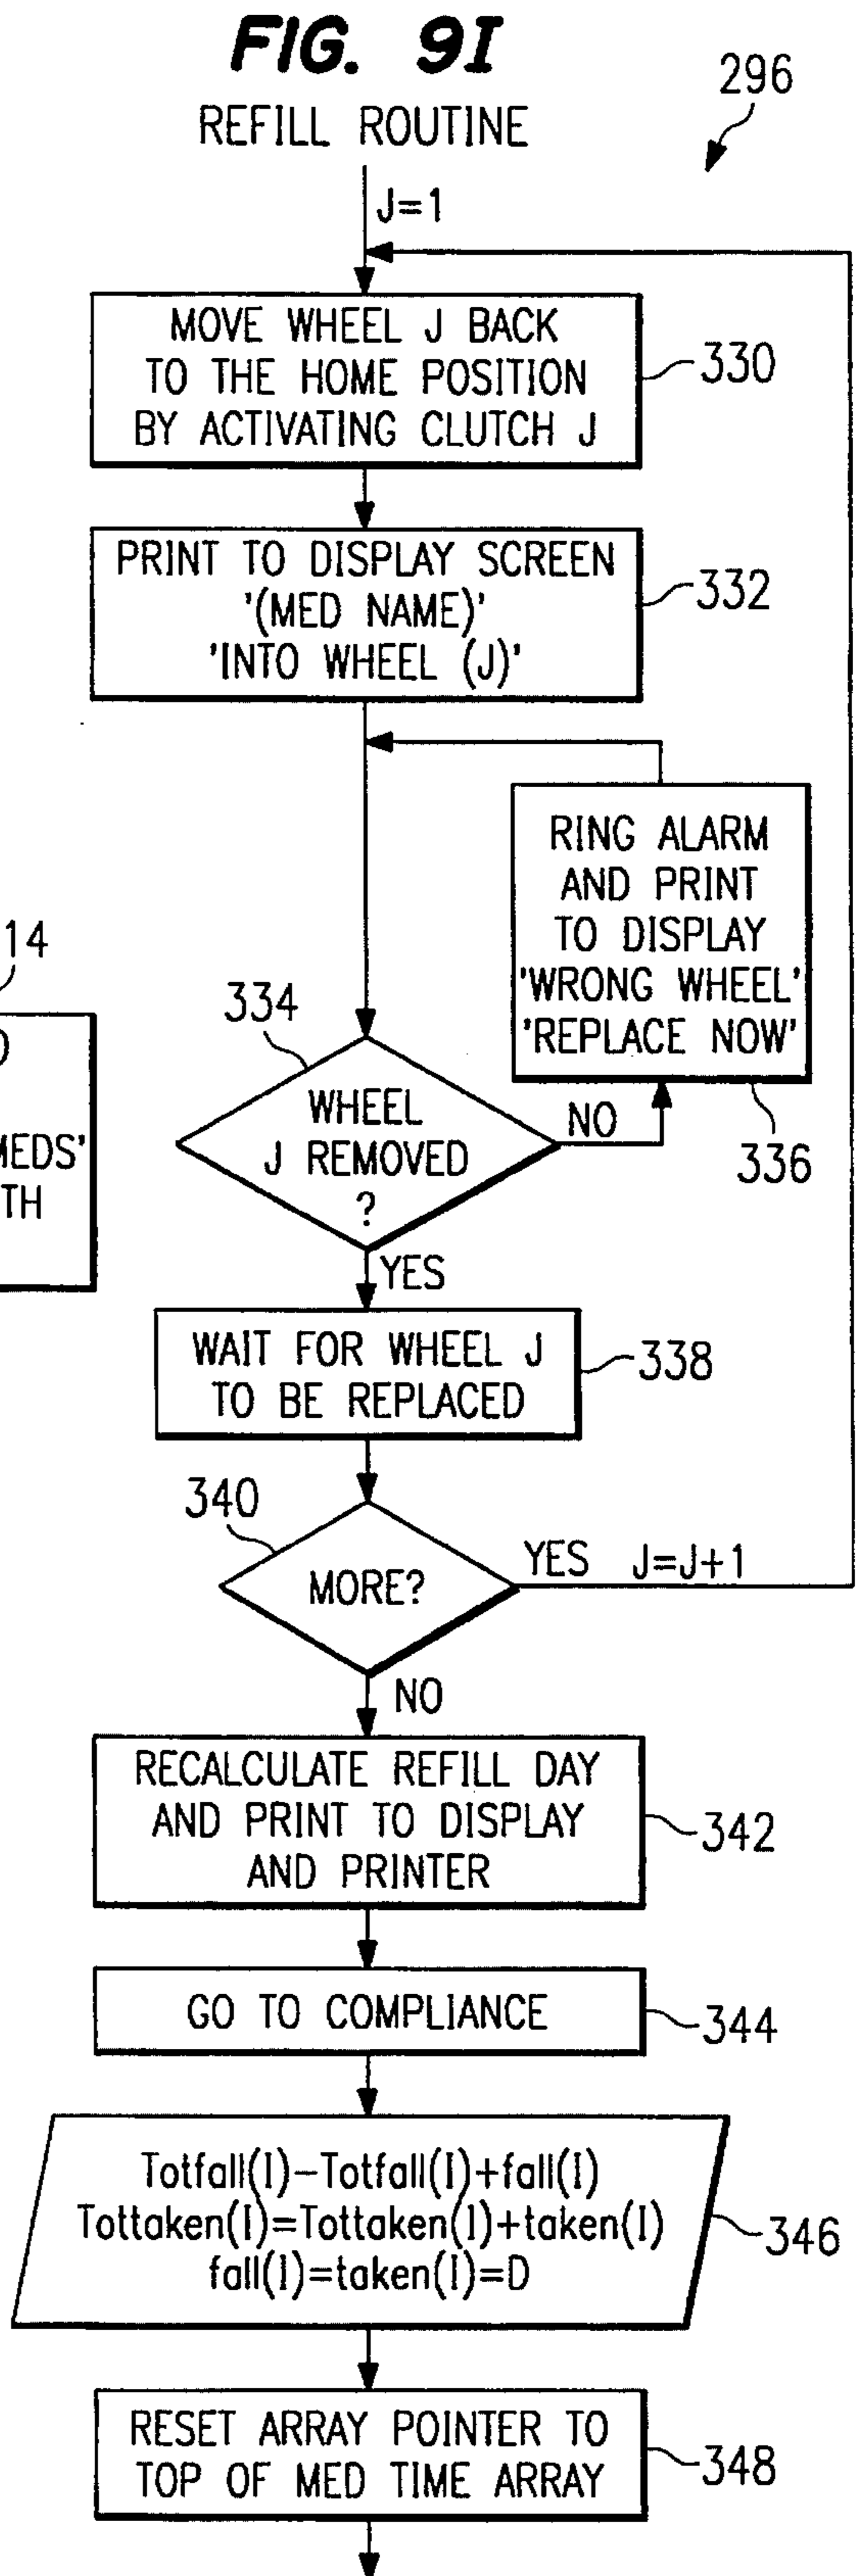 FIG. 9I
296
REFILL ROUTINE
J=1
MOVE WHEEL J BACK
TO THE HOME POSITION
BY ACTIVATING CLUTCH J
330
PRINT TO DISPLAY SCREEN
'(MED NAME)'
'INTO WHEEL (J)'
332
RING ALARM
AND PRINT
TO DISPLAY
'WRONG WHEEL'
'REPLACE NOW'
336
14
MEDS'
TH
334
WHEEL
J REMOVED
?
NO
YES
WAIT FOR WHEEL J
TO BE REPLACED
338
340
MORE?
YES J=J+1
NO
RECALCULATE REFILL DAY
AND PRINT TO DISPLAY
AND PRINTER
342
GO TO COMPLIANCE
344
Totfall(I)-Totfall(I)+fall(I)
Tottaken(I)=Tottaken(I)+taken(I)
fall(I)=taken(I)=D
346
RESET ARRAY POINTER TO
TOP OF MED TIME ARRAY
348